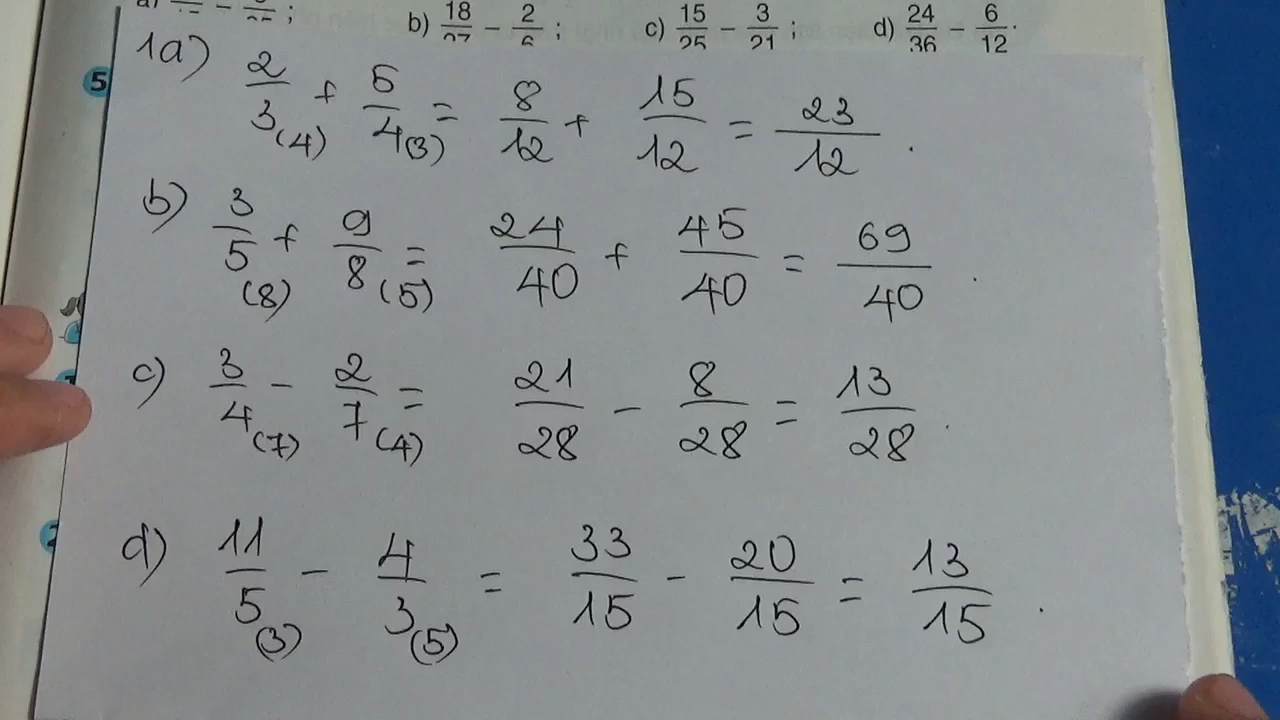 b) 18/27 - 2/6 ; c) 15/25 - 3/21 ; d) 24/36 - 6/12 .
5
1a) 2/3 (4) + 5/4 (3) = 8/12 + 15/12 = 23/12 .
b) 3/5 (8) + 9/8 (5) = 24/40 + 45/40 = 69/40 .
c) 3/4 (7) - 2/7 (4) = 21/28 - 8/28 = 13/28 .
d) 11/5 (3) - 4/3 (5) = 33/15 - 20/15 = 13/15 .